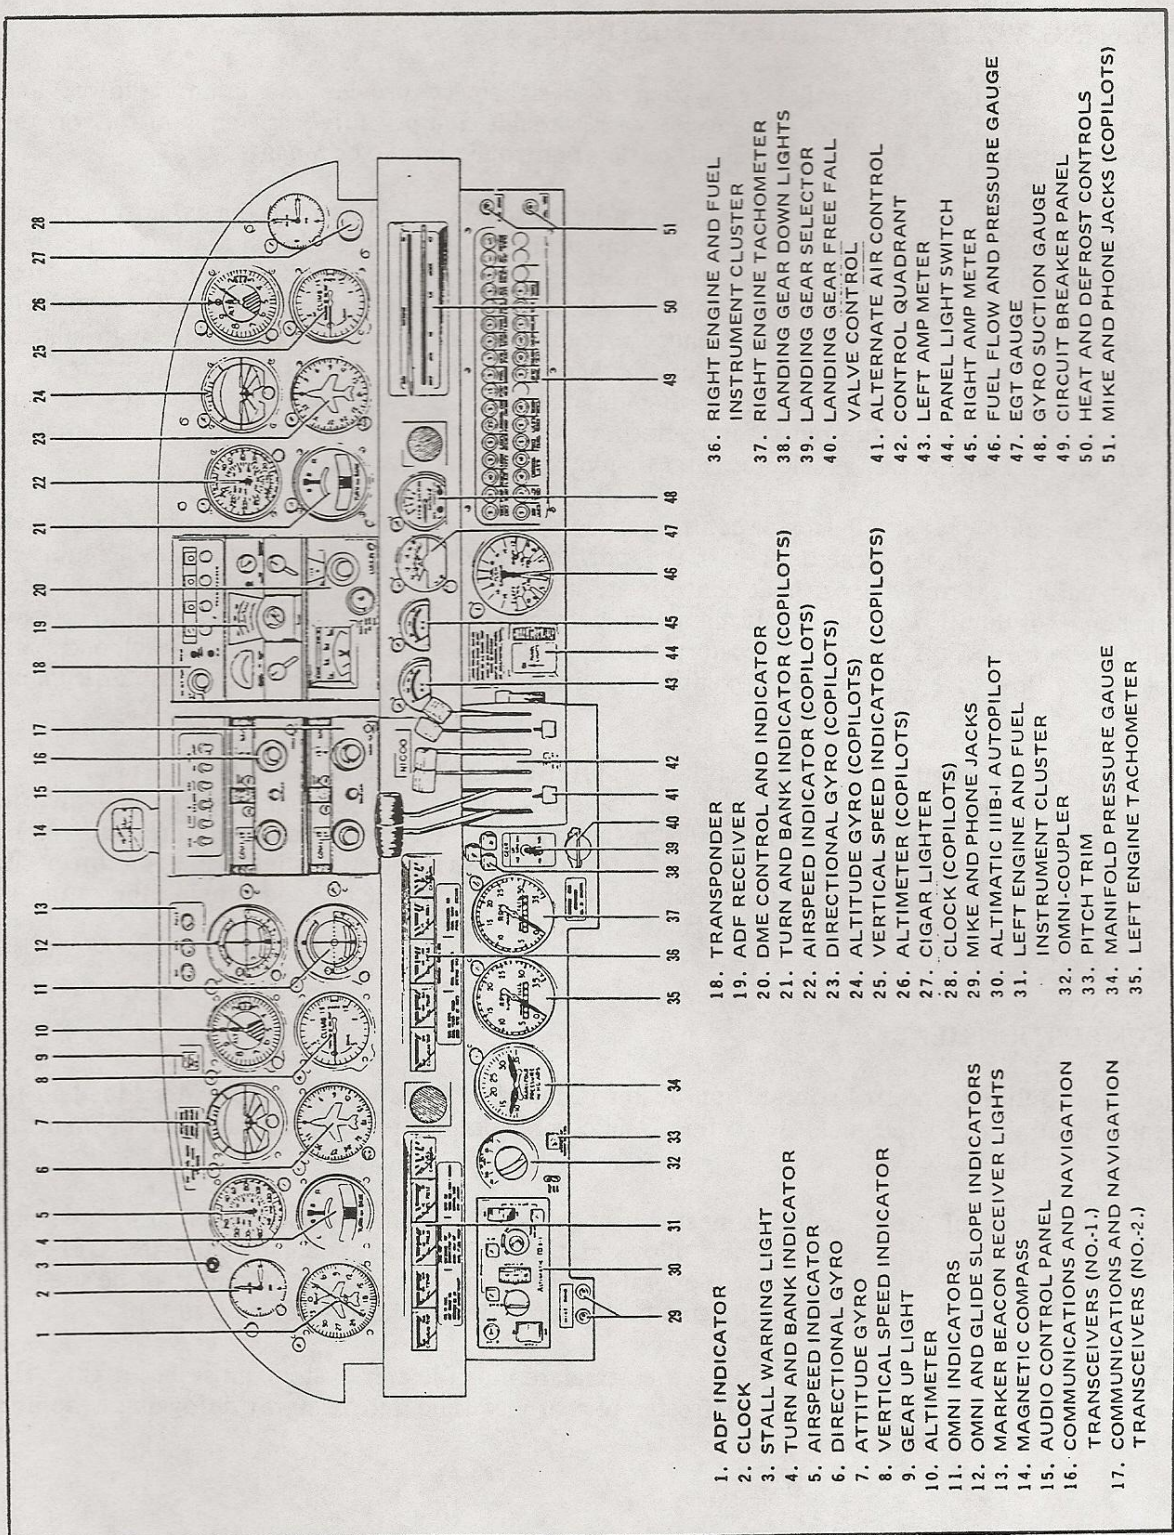 1 2 3 4 5 6 7 8 9 10 11 12 13 14 15 16 17 18 19 20 21 22 23 24 25 26 27 28
NICO
29 30 31 32 33 34 35 36 37 38 39 40 41 42 43 44 45 46 47 48 49 50 51
1. ADF INDICATOR
2. CLOCK
3. STALL WARNING LIGHT
4. TURN AND BANK INDICATOR
5. AIRSPEED INDICATOR
6. DIRECTIONAL GYRO
7. ATTITUDE GYRO
8. VERTICAL SPEED INDICATOR
9. GEAR UP LIGHT
10. ALTIMETER
11. OMNI INDICATORS
12. OMNI AND GLIDE SLOPE INDICATORS
13. MARKER BEACON RECEIVER LIGHTS
14. MAGNETIC COMPASS
15. AUDIO CONTROL PANEL
16. COMMUNICATIONS AND NAVIGATION
TRANSCEIVERS (NO.-1.)
17. COMMUNICATIONS AND NAVIGATION
TRANSCEIVERS (NO.-2.)
18. TRANSPONDER
19. ADF RECEIVER
20. DME CONTROL AND INDICATOR
21. TURN AND BANK INDICATOR (COPILOTS)
22. AIRSPEED INDICATOR (COPILOTS)
23. DIRECTIONAL GYRO (COPILOTS)
24. ALTITUDE GYRO (COPILOTS)
25. VERTICAL SPEED INDICATOR (COPILOTS)
26. ALTIMETER (COPILOTS)
27. CIGAR LIGHTER
28. CLOCK (COPILOTS)
29. MIKE AND PHONE JACKS
30. ALTIMATIC IIIB-I AUTOPILOT
31. LEFT ENGINE AND FUEL
INSTRUMENT CLUSTER
32. OMNI-COUPLER
33. PITCH TRIM
34. MANIFOLD PRESSURE GAUGE
35. LEFT ENGINE TACHOMETER
36. RIGHT ENGINE AND FUEL
INSTRUMENT CLUSTER
37. RIGHT ENGINE TACHOMETER
38. LANDING GEAR DOWN LIGHTS
39. LANDING GEAR SELECTOR
40. LANDING GEAR FREE FALL
VALVE CONTROL
41. ALTERNATE AIR CONTROL
42. CONTROL QUADRANT
43. LEFT AMP METER
44. PANEL LIGHT SWITCH
45. RIGHT AMP METER
46. FUEL FLOW AND PRESSURE GAUGE
47. EGT GAUGE
48. GYRO SUCTION GAUGE
49. CIRCUIT BREAKER PANEL
50. HEAT AND DEFROST CONTROLS
51. MIKE AND PHONE JACKS (COPILOTS)